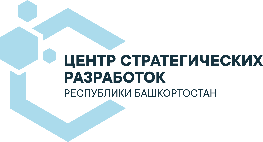 ЦЕНТР СТРАТЕГИЧЕСКИХ
РАЗРАБОТОК
РЕСПУБЛИКИ БАШКОРТОСТАН